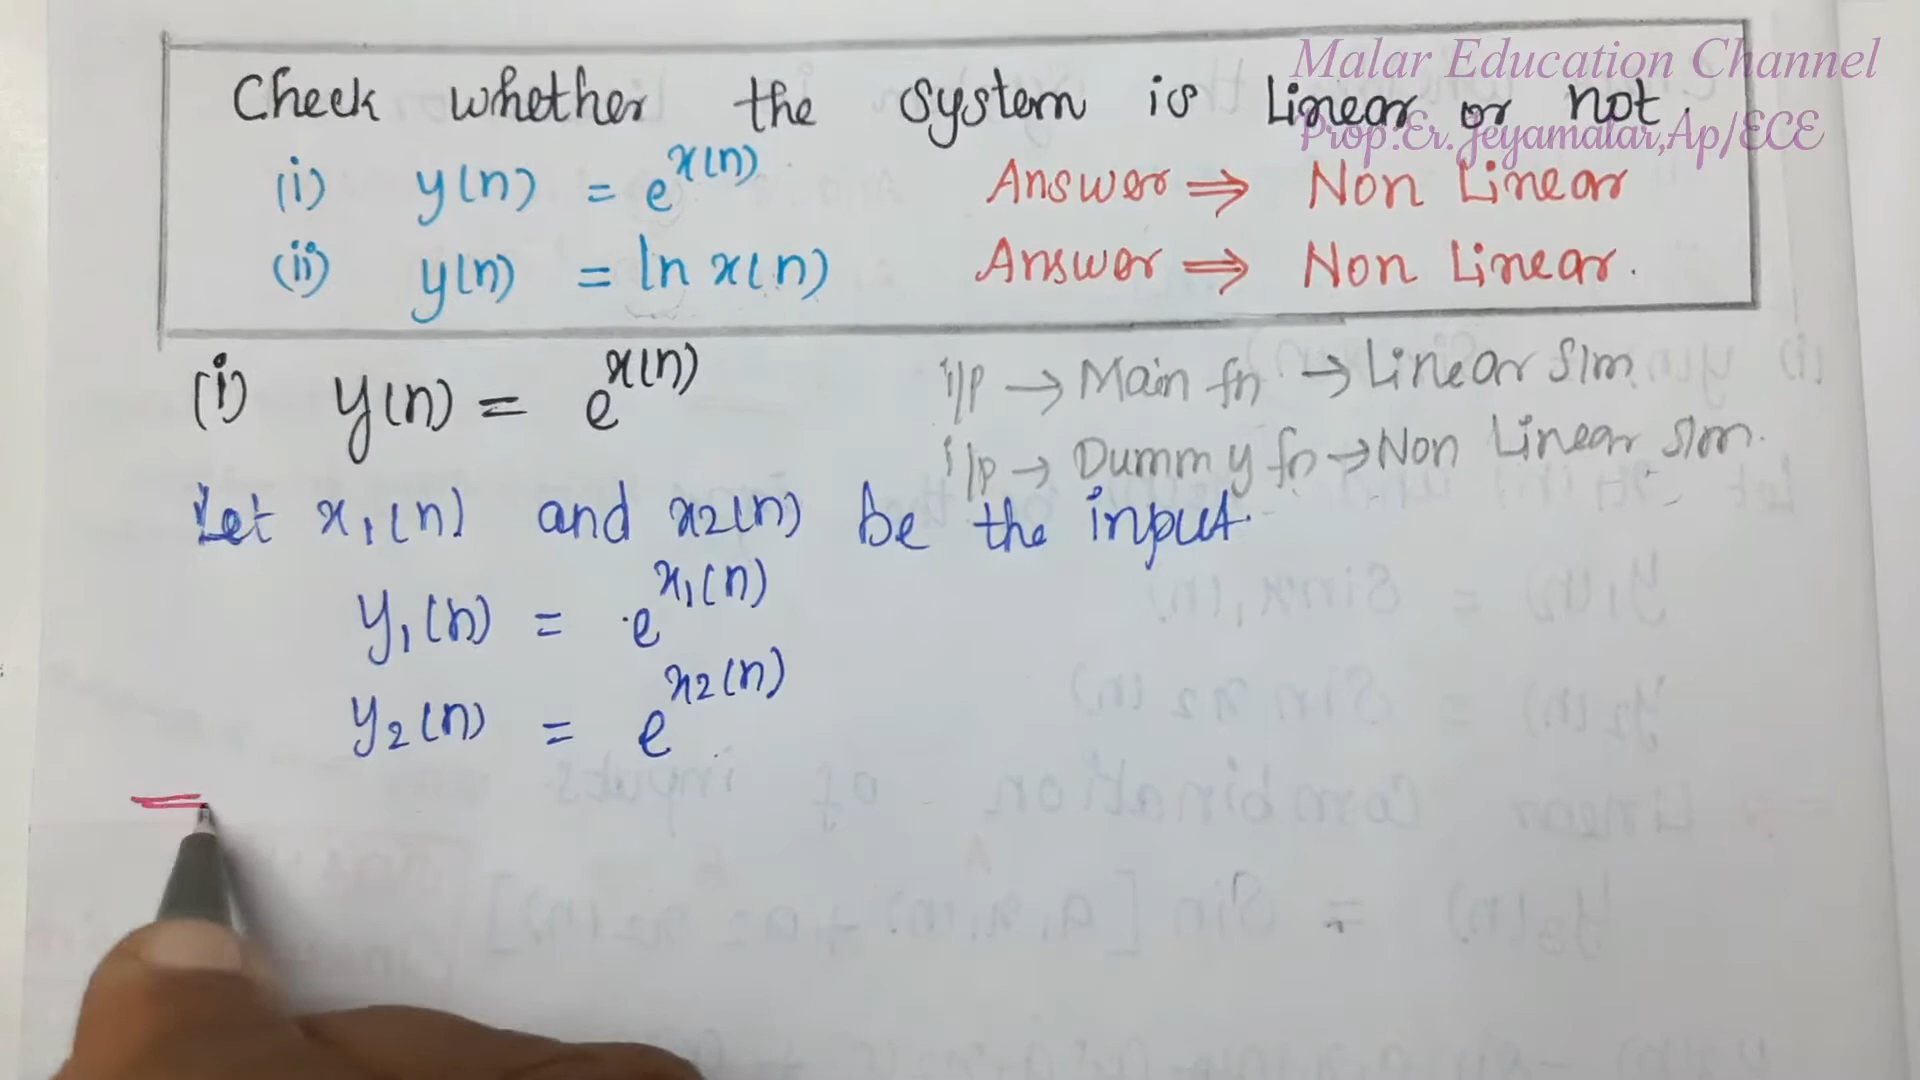 Malar Education Channel
Prop:Er.Jeyamalar,Ap/ECE
Check whether the system is Linear or not.
(i) y(n) = e^x(n) Answer ⇒ Non Linear
(ii) y(n) = ln x(n) Answer ⇒ Non Linear.
(i) y(n) = e^x(n)
i/p → Main fn → Linear s/m.
i/p → Dummy fn → Non Linear s/m.
Let x1(n) and x2(n) be the input.
y1(n) = e^x1(n)
y2(n) = e^x2(n)